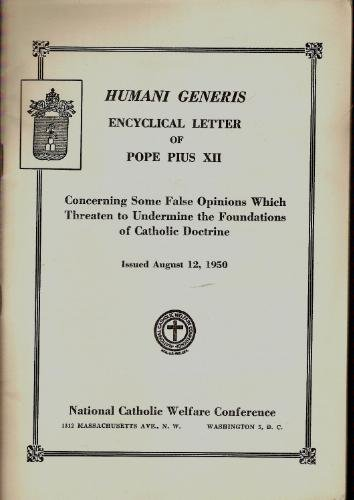 HUMANI GENERIS
ENCYCLICAL LETTER
OF
POPE PIUS XII
Concerning Some False Opinions Which
Threaten to Undermine the Foundations
of Catholic Doctrine
Issued August 12, 1950
National Catholic Welfare Conference
1312 MASSACHUSETTS AVE., N. W. WASHINGTON 5, D. C.